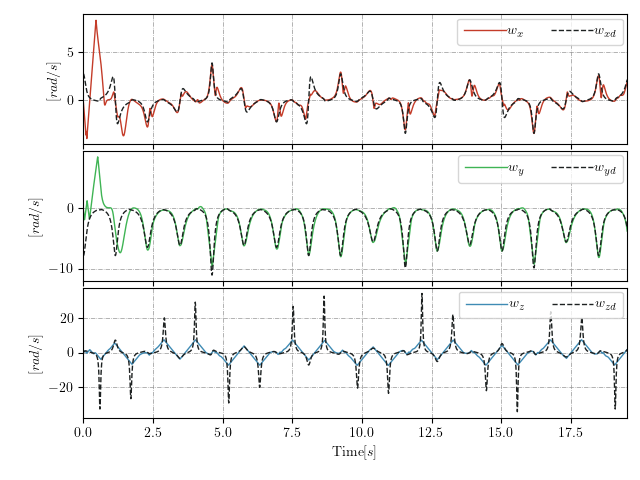 w_x w_xd
5
0
[rad/s]
w_y w_yd
0
−10
[rad/s]
w_z w_zd
20
0
−20
[rad/s]
0.0 2.5 5.0 7.5 10.0 12.5 15.0 17.5
Time[s]